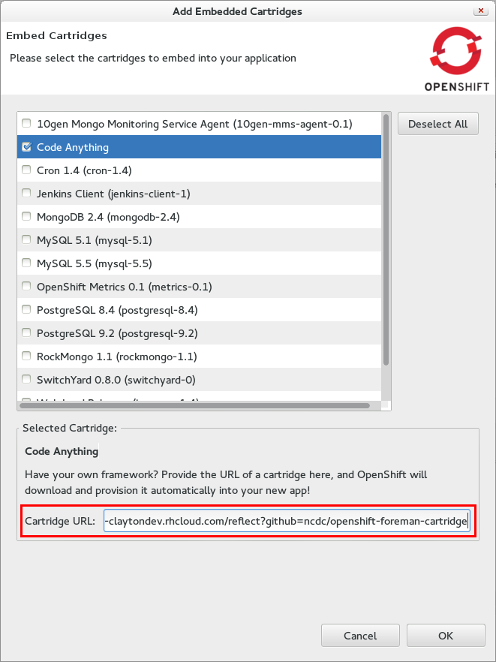 Add Embedded Cartridges
Embed Cartridges
Please select the cartridges to embed into your application
OPENSHIFT
10gen Mongo Monitoring Service Agent (10gen-mms-agent-0.1)
Deselect All
Code Anything
Cron 1.4 (cron-1.4)
Jenkins Client (jenkins-client-1)
MongoDB 2.4 (mongodb-2.4)
MySQL 5.1 (mysql-5.1)
MySQL 5.5 (mysql-5.5)
OpenShift Metrics 0.1 (metrics-0.1)
PostgreSQL 8.4 (postgresql-8.4)
PostgreSQL 9.2 (postgresql-9.2)
RockMongo 1.1 (rockmongo-1.1)
SwitchYard 0.8.0 (switchyard-0)
Selected Cartridge:
Code Anything
Have your own framework? Provide the URL of a cartridge here, and OpenShift will
download and provision it automatically into your new app!
Cartridge URL: -claytondev.rhcloud.com/reflect?github=ncdc/openshift-foreman-cartridge
Cancel
OK